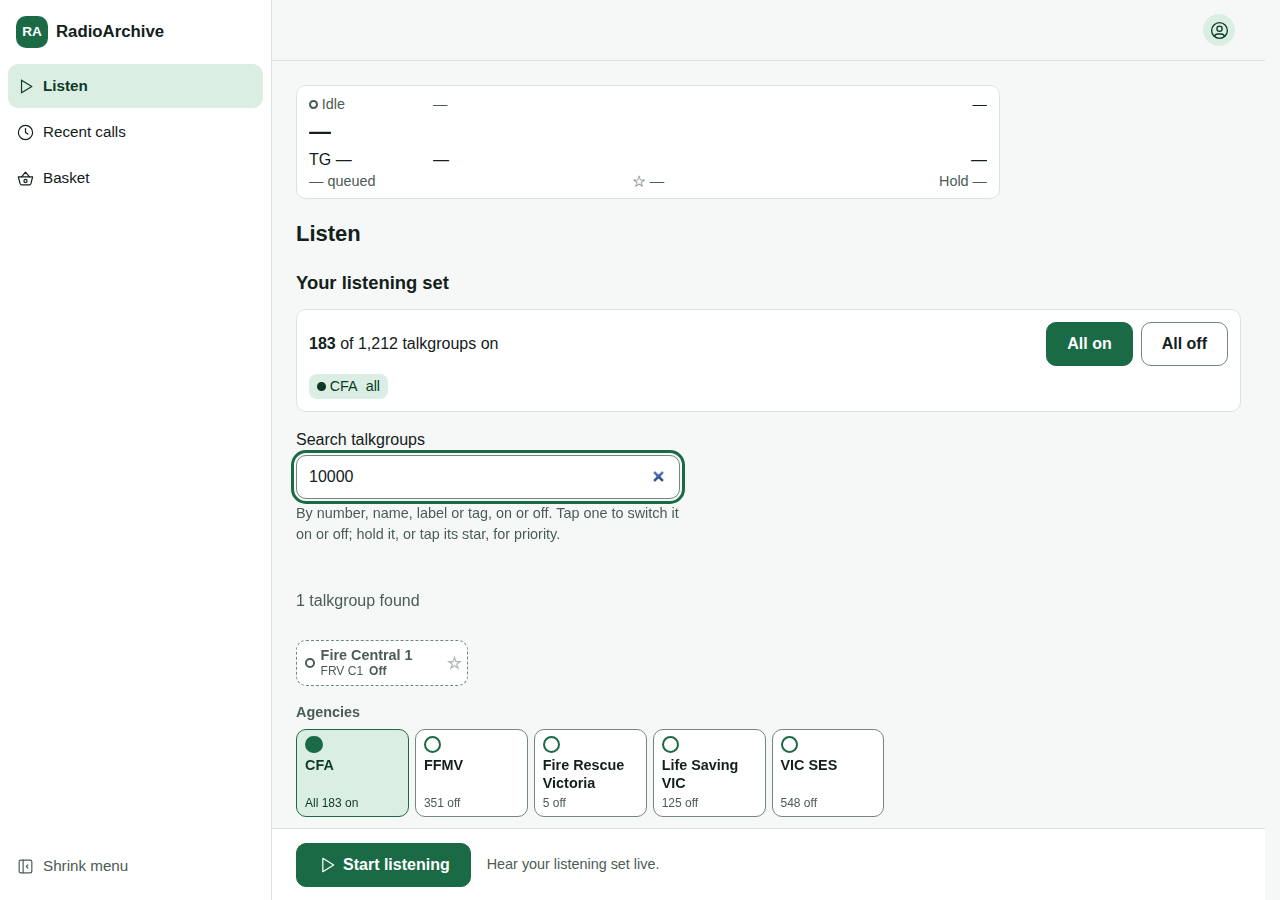 RA RadioArchive
Listen
Recent calls
Basket
Shrink menu
Idle — —
—
TG — — —
— queued ☆ — Hold —
Listen
Your listening set
183 of 1,212 talkgroups on
All on All off
CFA all
Search talkgroups
10000
By number, name, label or tag, on or off. Tap one to switch it
on or off; hold it, or tap its star, for priority.
1 talkgroup found
Fire Central 1
FRV C1 Off
Agencies
CFA
All 183 on
FFMV
351 off
Fire Rescue
Victoria
5 off
Life Saving
VIC
125 off
VIC SES
548 off
Start listening
Hear your listening set live.